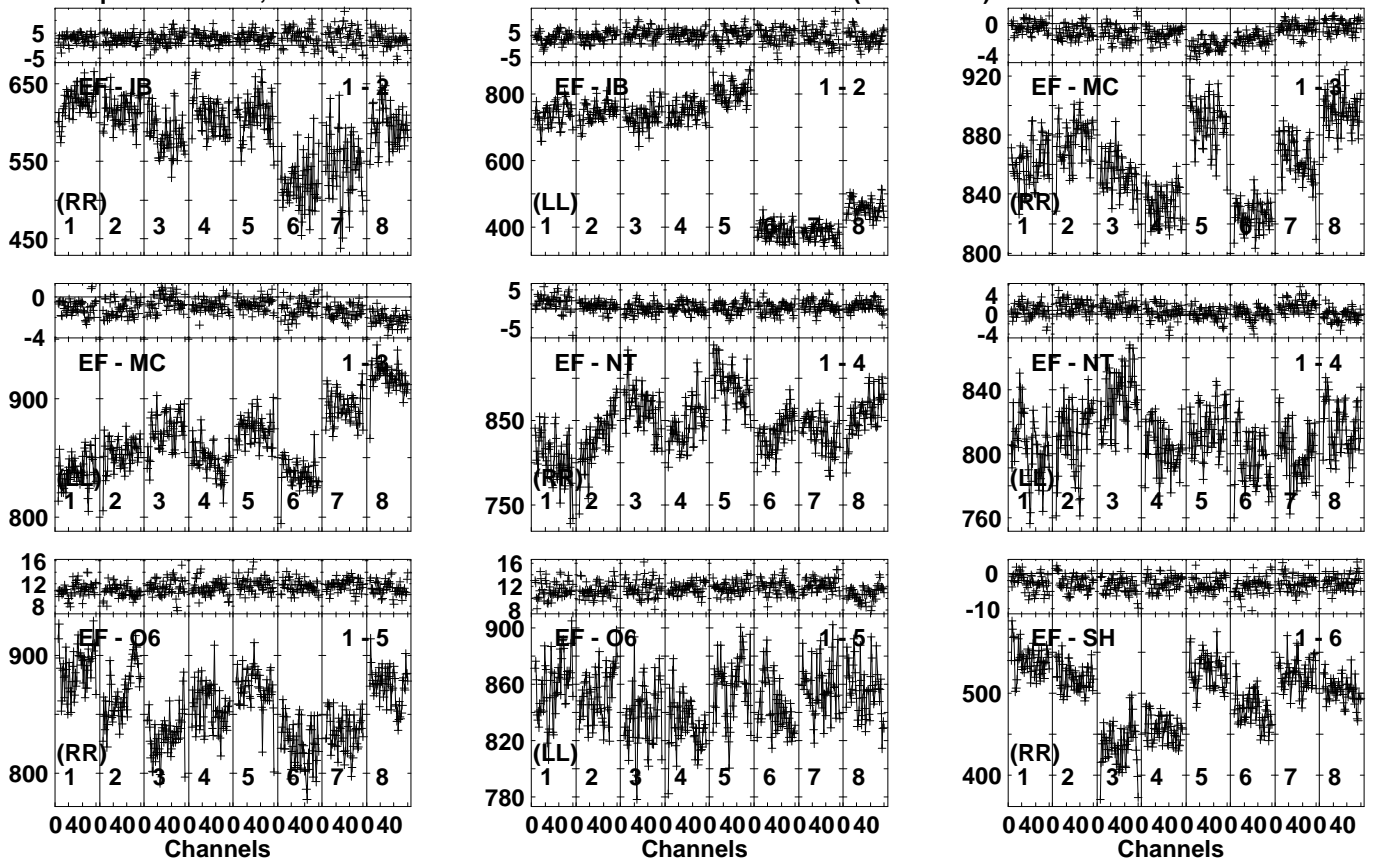 5
-5
650
550
450
EF - IB 1 - 2
(RR)
1 2 3 4 5 6 7 8
5
-5
800
600
400
EF - IB 1 - 2
(LL)
1 2 3 4 5 6 7 8
0
-4
920
880
840
800
EF - MC 1 - 3
(RR)
1 2 3 4 5 6 7 8
0
-4
900
800
EF - MC 1 - 3
(LL)
1 2 3 4 5 6 7 8
5
-5
850
750
EF - NT 1 - 4
(RR)
1 2 3 4 5 6 7 8
4
0
-4
840
800
760
EF - NT 1 - 4
(LL)
1 2 3 4 5 6 7 8
16
12
8
900
800
EF - O6 1 - 5
(RR)
1 2 3 4 5 6 7 8
0 40 0 40 0 40 0 40 0 40 0 40 0 40 0 40
Channels
16
12
8
900
860
820
780
EF - O6 1 - 5
(LL)
1 2 3 4 5 6 7 8
0 40 0 40 0 40 0 40 0 40 0 40 0 40 0 40
Channels
0
-10
500
400
EF - SH 1 - 6
(RR)
1 2 3 4 5 6 7 8
0 40 0 40 0 40 0 40 0 40 0 40 0 40 0 40
Channels